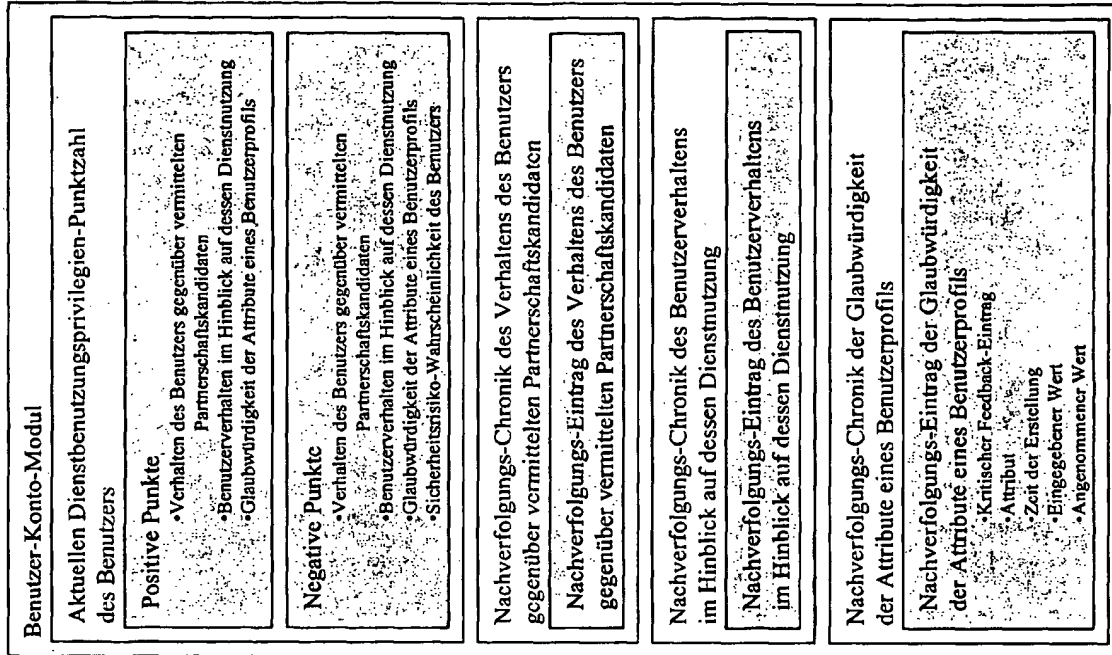 Benutzer-Konto-Modul
Aktuellen Dienstbenutzungsprivilegien-Punktzahl
des Benutzers
Positive Punkte
•Verhalten des Benutzers gegenüber vermittelten
Partnerschaftskandidaten
•Benutzerverhalten im Hinblick auf dessen Dienstnutzung
•Glaubwürdigkeit der Attribute eines Benutzerprofils
Negative Punkte
•Verhalten des Benutzers gegenüber vermittelten
Partnerschaftskandidaten
•Benutzerverhalten im Hinblick auf dessen Dienstnutzung
•Glaubwürdigkeit der Attribute eines Benutzerprofils
•Sicherheitsrisiko-Wahrscheinlichkeit des Benutzers
Nachverfolgungs-Chronik des Verhaltens des Benutzers
gegenüber vermittelten Partnerschaftskandidaten
Nachverfolgungs-Eintrag des Verhaltens des Benutzers
gegenüber vermittelten Partnerschaftskandidaten
Nachverfolgungs-Chronik des Benutzerverhaltens
im Hinblick auf dessen Dienstnutzung
Nachverfolgungs-Eintrag des Benutzerverhaltens
im Hinblick auf dessen Dienstnutzung
Nachverfolgungs-Chronik der Glaubwürdigkeit
der Attribute eines Benutzerprofils
Nachverfolgungs-Eintrag der Glaubwürdigkeit
der Attribute eines Benutzerprofils
•Kritischer Feedback-Eintrag
•Attribut
•Zeit der Erstellung
•Eingegebener Wert
•Angenommener Wert